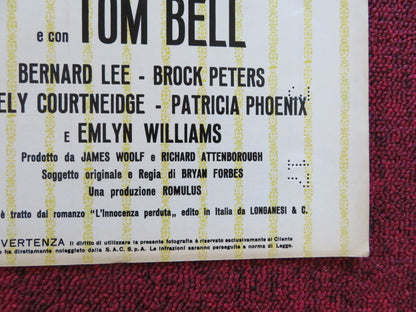 e con TOM BELL
BERNARD LEE - BROCK PETERS
ELY COURTNEIDGE - PATRICIA PHOENIX
E EMLYN WILLIAMS
Prodotto da JAMES WOOLF e RICHARD ATTENBOROUGH
Soggetto originale e Regia di BRYAN FORBES
Una produzione ROMULUS
è tratto dal romanzo "L'Innocenza perduta", edito in Italia da LONGANESI & C.
VERTENZA Il diritto di utilizzare la presente fotografia è riservato esclusivamente al Cliente
ha direttamente noleggiato dalla S.A.C. S.p.A. Le infrazioni saranno perseguite a norma di Legge.